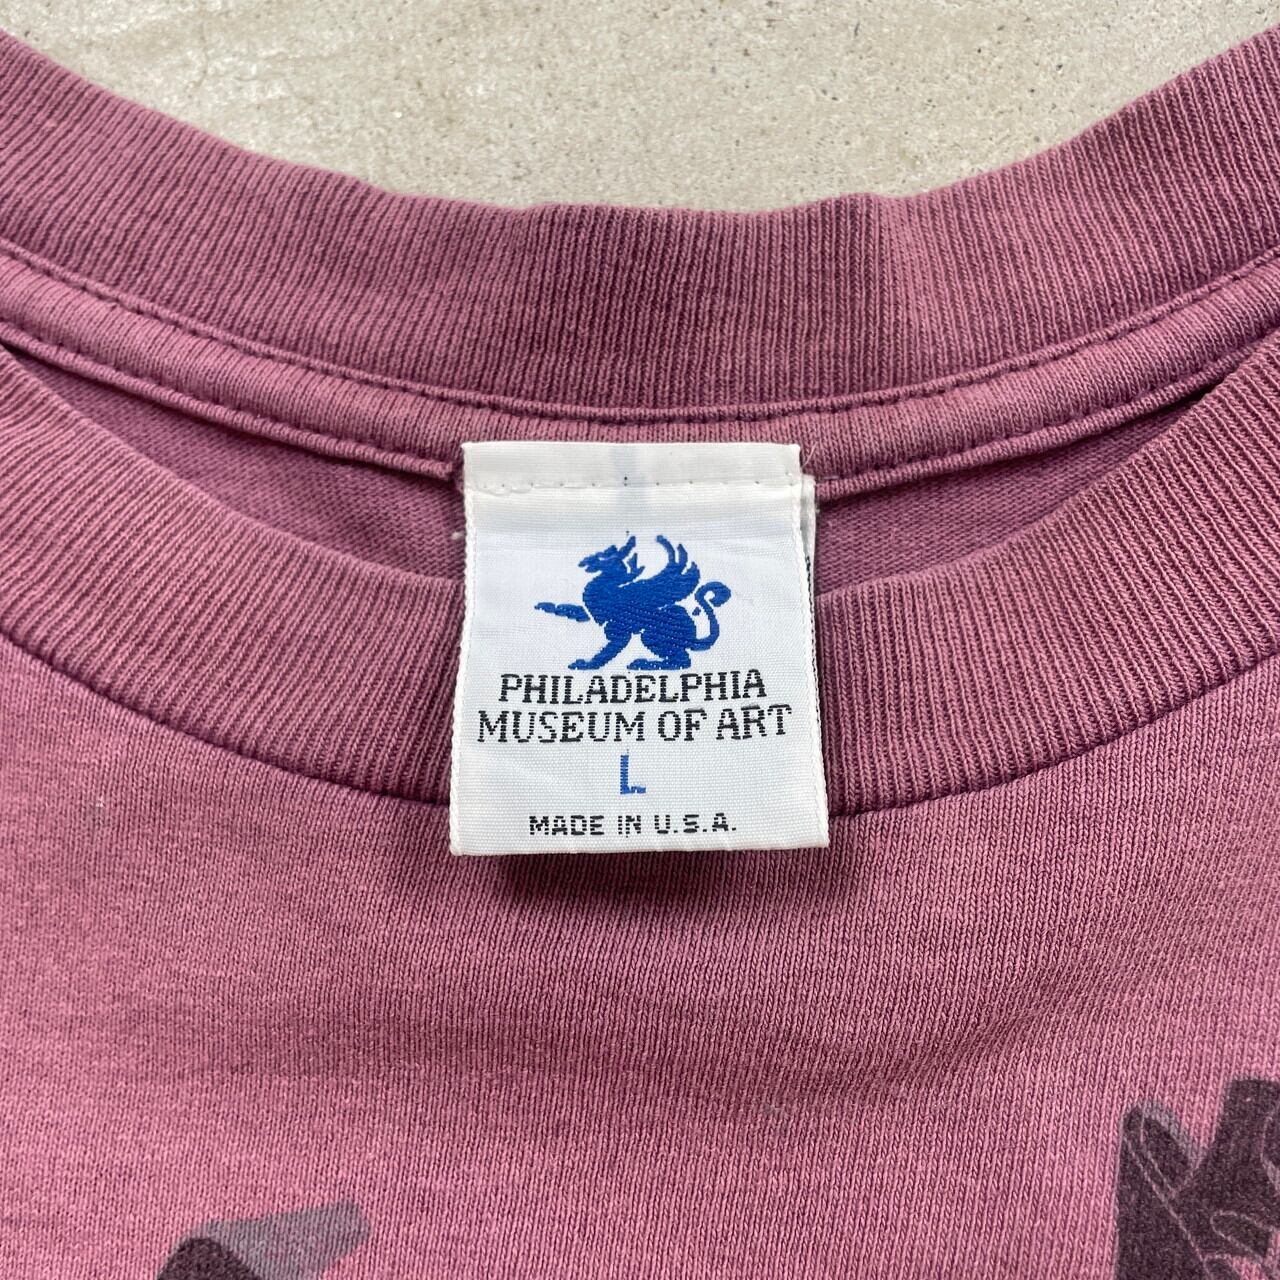 PHILADELPHIA
MUSEUM OF ART
L
MADE IN U.S.A.